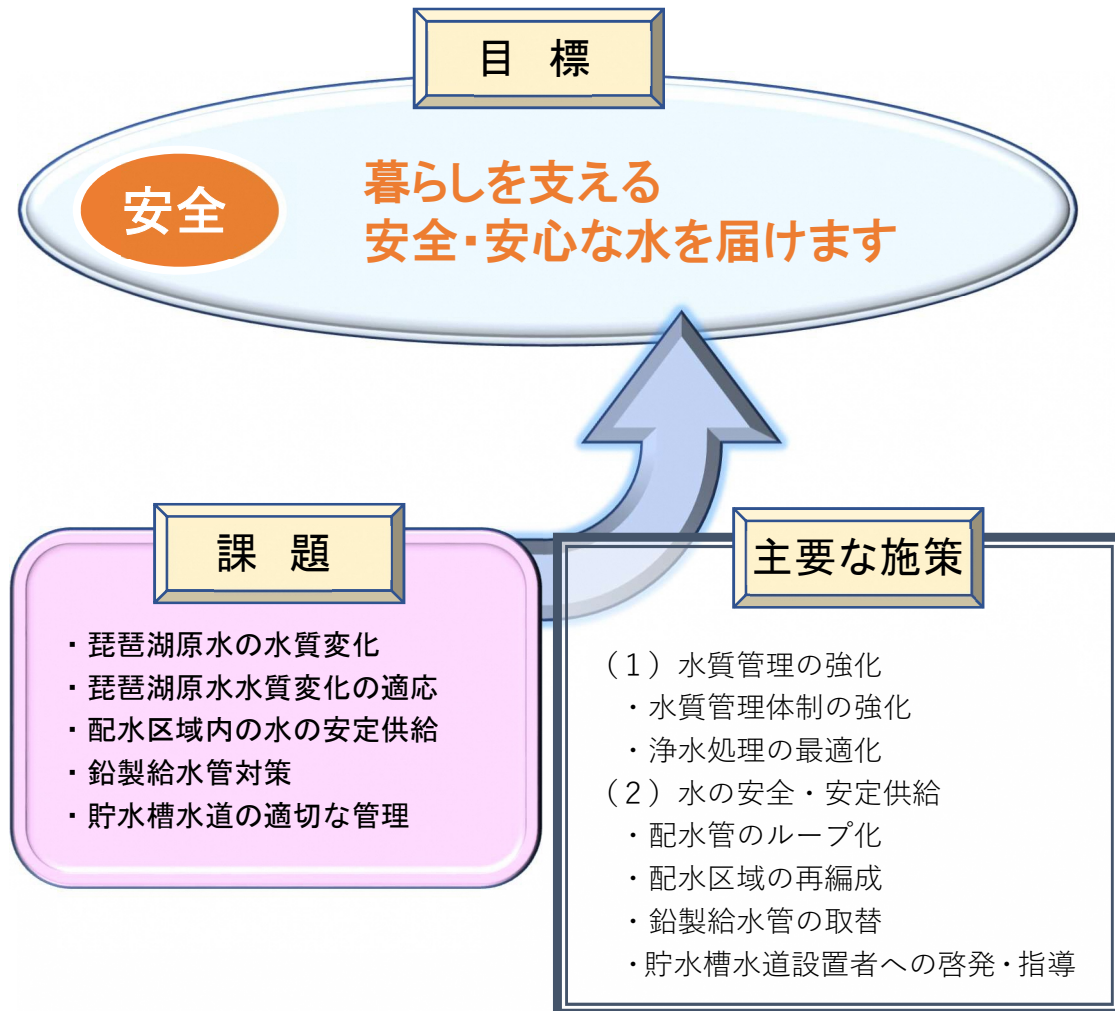 目 標
安全
暮らしを支える
安全・安心な水を届けます
課 題
・琵琶湖原水の水質変化
・琵琶湖原水水質変化の適応
・配水区域内の水の安定供給
・鉛製給水管対策
・貯水槽水道の適切な管理
主要な施策
（１）水質管理の強化
・水質管理体制の強化
・浄水処理の最適化
（２）水の安全・安定供給
・配水管のループ化
・配水区域の再編成
・鉛製給水管の取替
・貯水槽水道設置者への啓発・指導